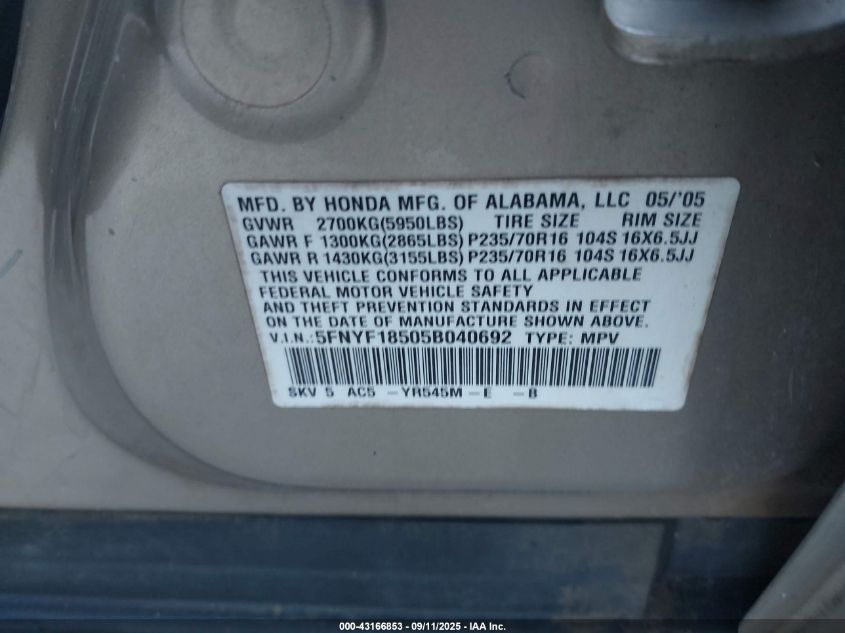 MFD. BY HONDA MFG. OF ALABAMA, LLC 05/'05
GVWR 2700KG(5950LBS) TIRE SIZE RIM SIZE
GAWR F 1300KG(2865LBS) P235/70R16 104S 16X6.5JJ
GAWR R 1430KG(3155LBS) P235/70R16 104S 16X6.5JJ
THIS VEHICLE CONFORMS TO ALL APPLICABLE
FEDERAL MOTOR VEHICLE SAFETY
AND THEFT PREVENTION STANDARDS IN EFFECT
ON THE DATE OF MANUFACTURE SHOWN ABOVE.
V.I.N.:5FNYF18505B040692 TYPE: MPV
SKV 5 AC5 -YR545M-E -B
000-43166853 - 09/11/2025 - IAA Inc.